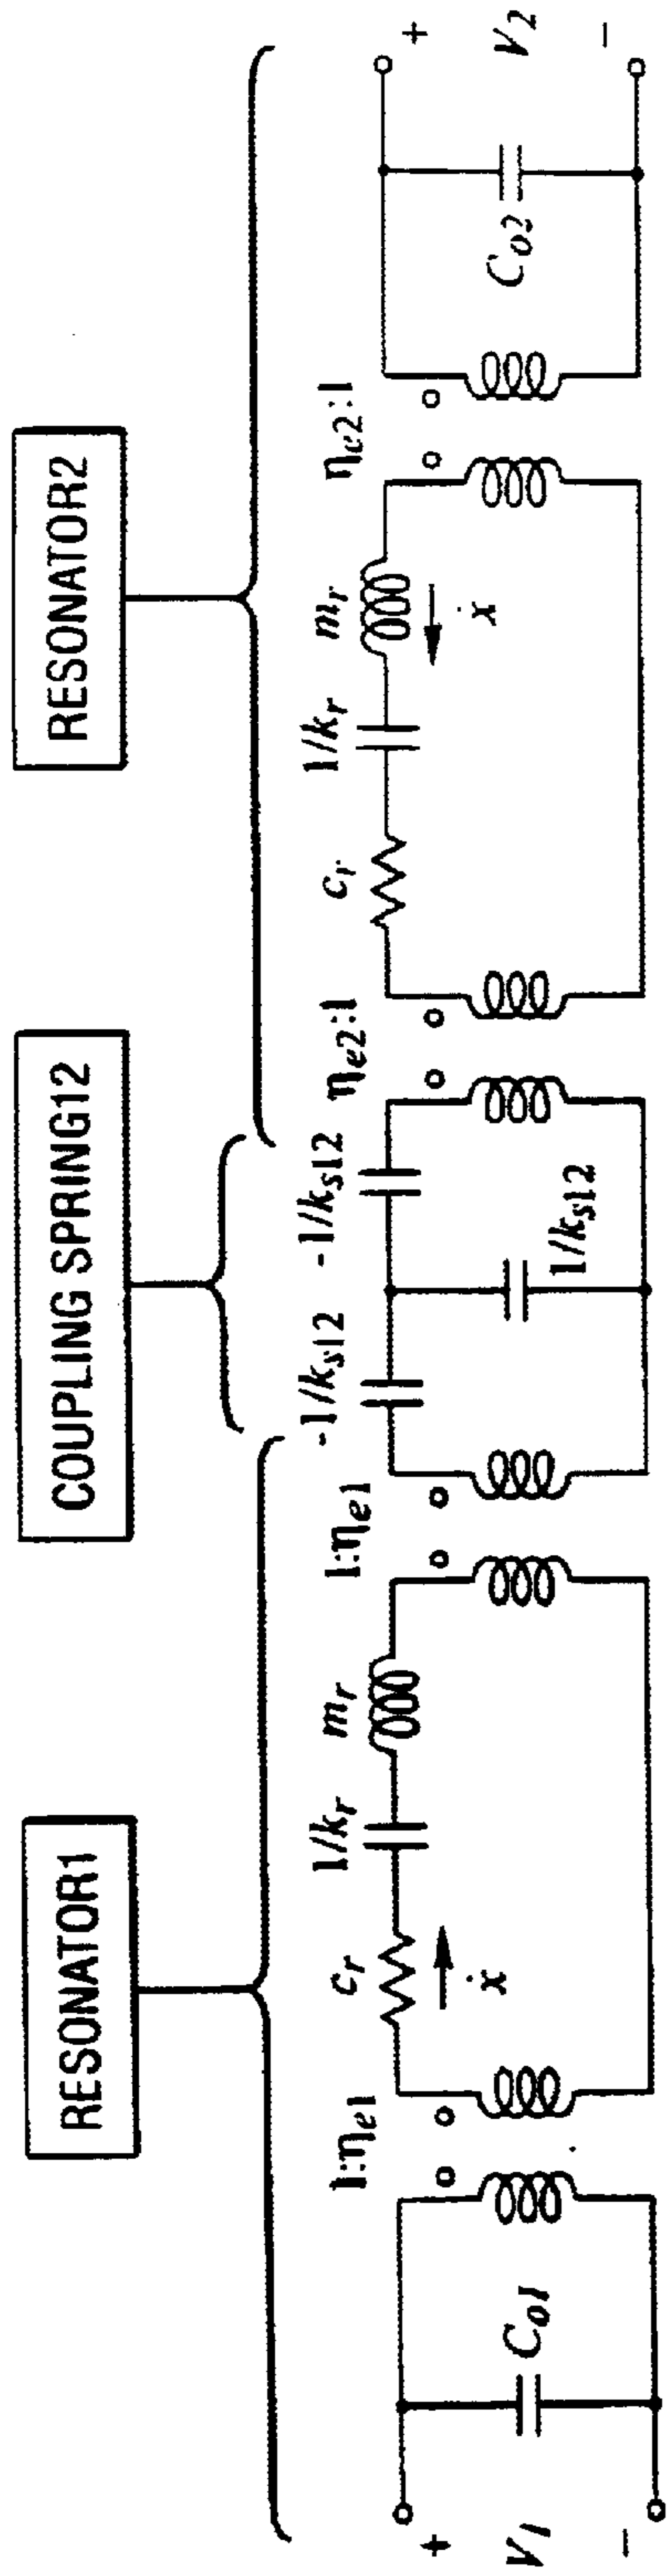 RESONATOR1
COUPLING SPRING12
RESONATOR2
+
V1
−
Co1
1:ηe1
cr
ẋ
1/kr
mr
1:ηe1
-1/ks12
-1/ks12
1/ks12
ηe2:1
cr
1/kr
mr
ẋ
ηe2:1
Co2
+
V2
−